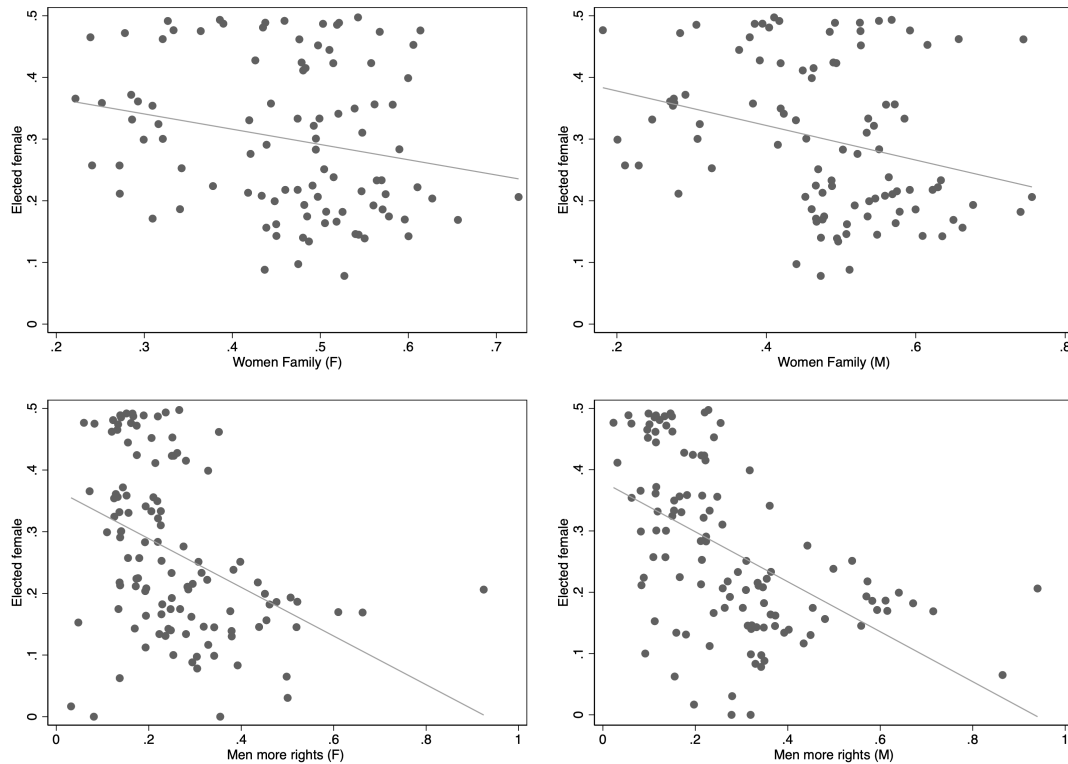 Elected female
0 .1 .2 .3 .4 .5
.2 .3 .4 .5 .6 .7
Women Family (F)
Elected female
0 .1 .2 .3 .4 .5
.2 .4 .6 .8
Women Family (M)
Elected female
0 .1 .2 .3 .4 .5
0 .2 .4 .6 .8 1
Men more rights (F)
Elected female
0 .1 .2 .3 .4 .5
0 .2 .4 .6 .8 1
Men more rights (M)